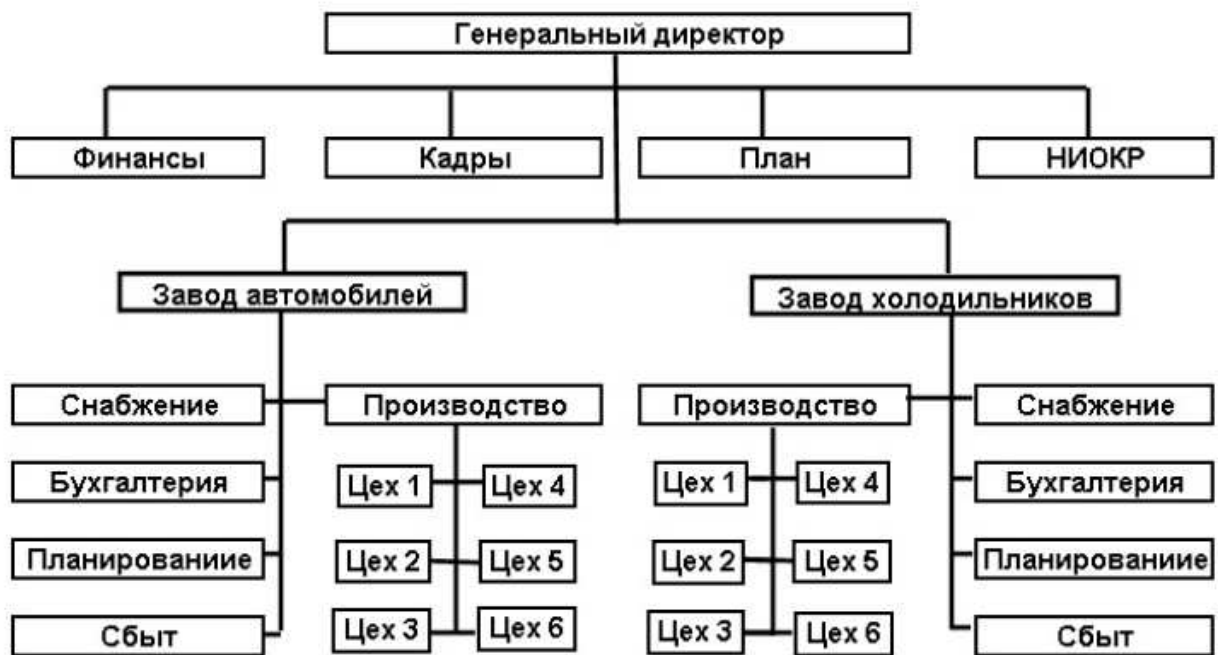 Генеральный директор
Финансы
Кадры
План
НИОКР
Завод автомобилей
Завод холодильников
Снабжение
Производство
Производство
Снабжение
Бухгалтерия
Цех 1
Цех 4
Цех 1
Цех 4
Бухгалтерия
Планированиие
Цех 2
Цех 5
Цех 2
Цех 5
Планированиие
Сбыт
Цех 3
Цех 6
Цех 3
Цех 6
Сбыт